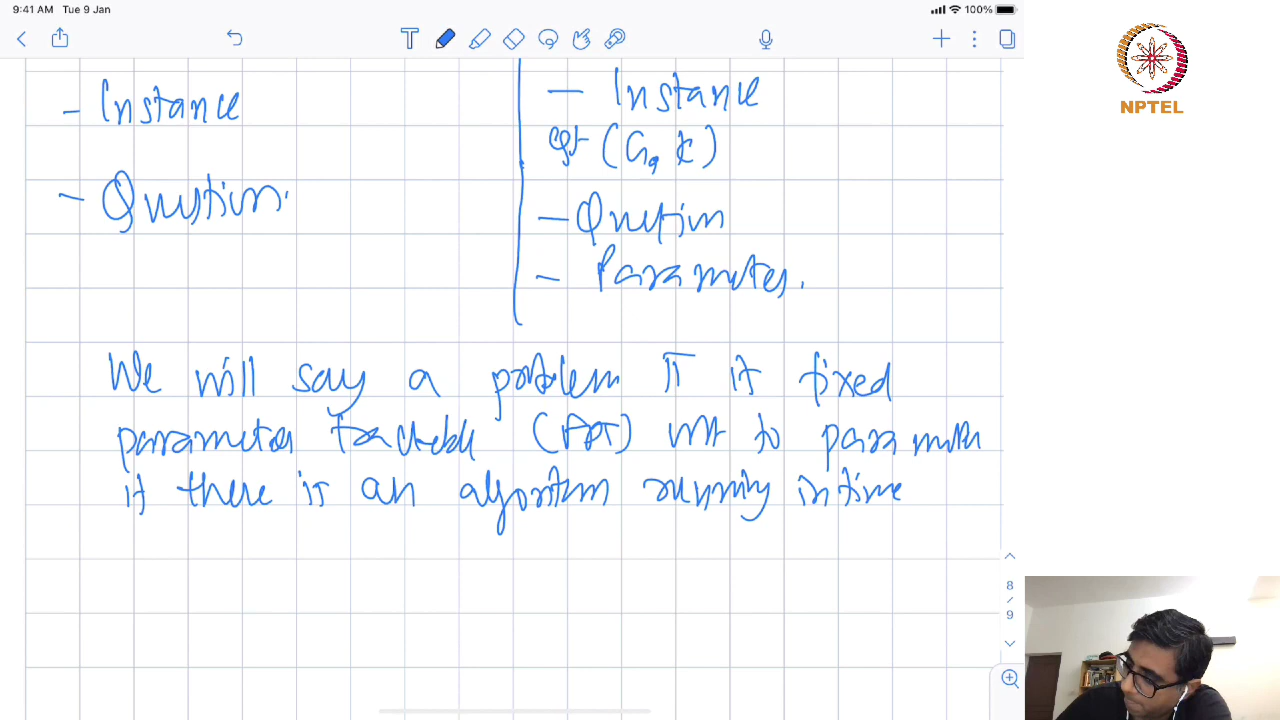 9:41 AM Tue 9 Jan
100%
NPTEL
- Instance
- Question.
- Instance
(G, k)
- Question
- Parameter.
We will say a problem Π is fixed
parameter tractable (FPT) wrt to parameter
if there is an algorithm running in time
8
9